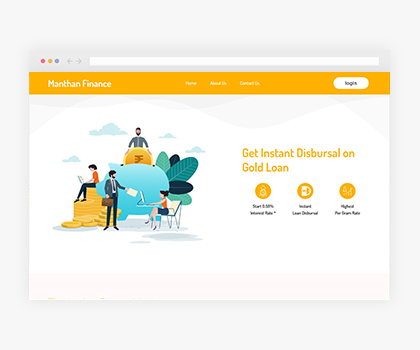 Manthan Finance
Home
About Us
Contact Us
login
Get Instant Disbursal on
Gold Loan
Start 0.59%
Interest Rate *
Instant
Loan Disbursal
Highest
Per Gram Rate